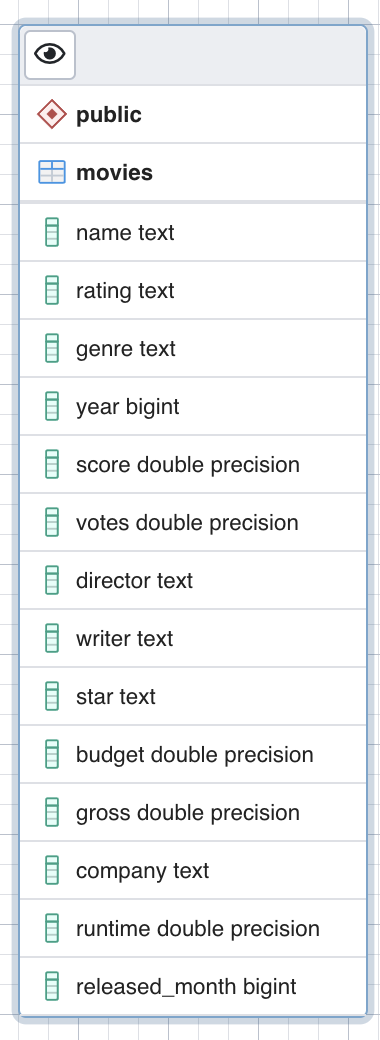 public
movies
name text
rating text
genre text
year bigint
score double precision
votes double precision
director text
writer text
star text
budget double precision
gross double precision
company text
runtime double precision
released_month bigint